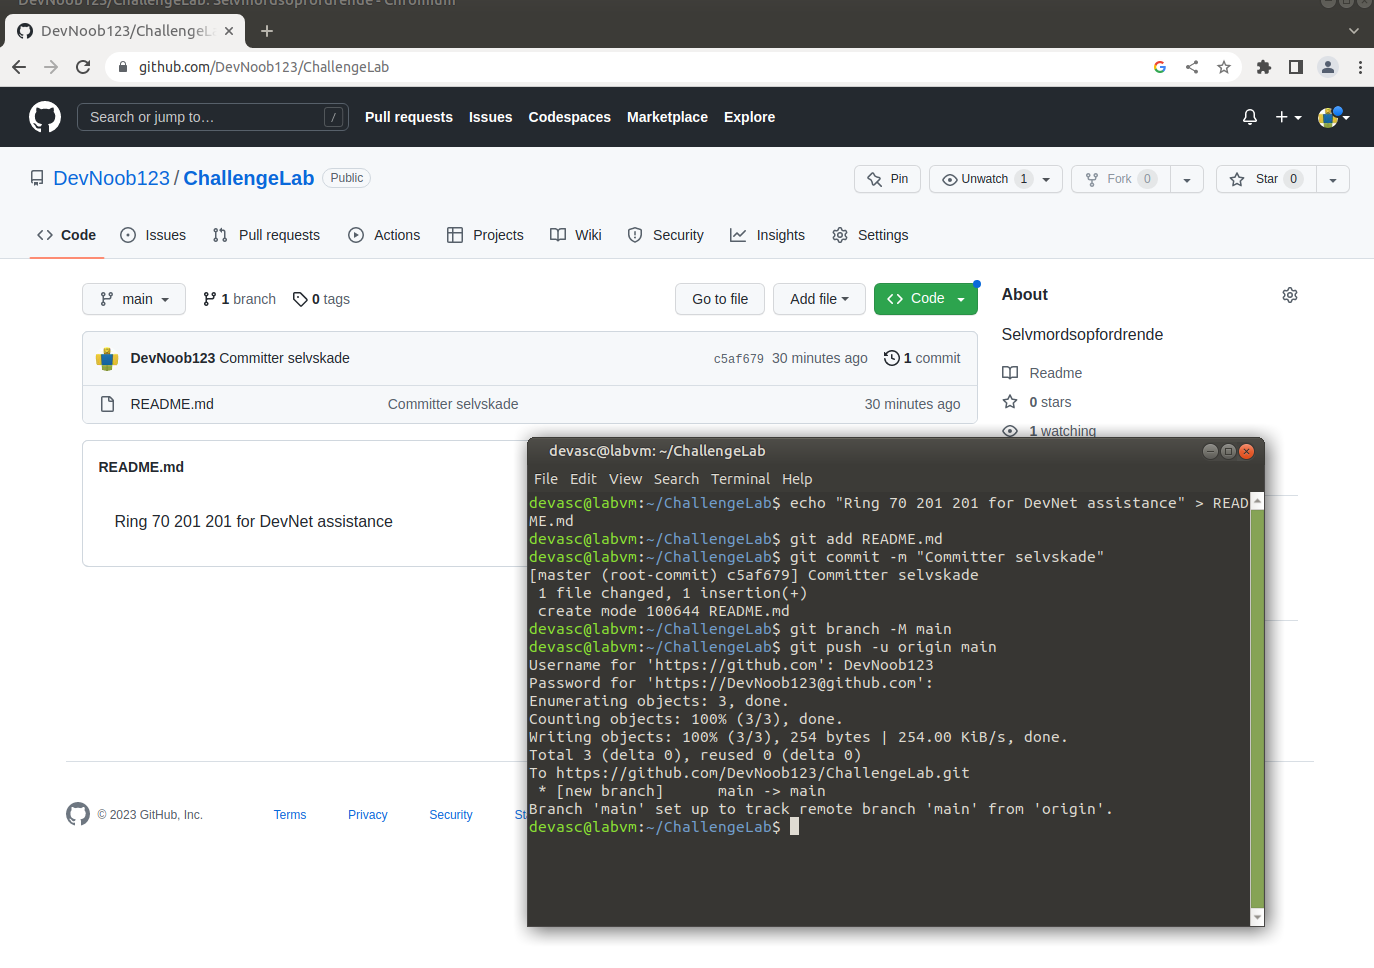 DevNoob123/ChallengeLab: Selvmordsopfordrende - Chromium
DevNoob123/ChallengeL
github.com/DevNoob123/ChallengeLab
Search or jump to… /
Pull requests Issues Codespaces Marketplace Explore
DevNoob123 / ChallengeLab Public
Pin Unwatch 1 Fork 0 Star 0
Code Issues Pull requests Actions Projects Wiki Security Insights Settings
main 1 branch 0 tags Go to file Add file Code
About
Selvmordsopfordrende
DevNoob123 Committer selvskade c5af679 30 minutes ago 1 commit
Readme
README.md Committer selvskade 30 minutes ago
0 stars
1 watching
README.md
Ring 70 201 201 for DevNet assistance
devasc@labvm: ~/ChallengeLab
File Edit View Search Terminal Help
devasc@labvm:~/ChallengeLab$ echo "Ring 70 201 201 for DevNet assistance" > READ
ME.md
devasc@labvm:~/ChallengeLab$ git add README.md
devasc@labvm:~/ChallengeLab$ git commit -m "Committer selvskade"
[master (root-commit) c5af679] Committer selvskade
 1 file changed, 1 insertion(+)
 create mode 100644 README.md
devasc@labvm:~/ChallengeLab$ git branch -M main
devasc@labvm:~/ChallengeLab$ git push -u origin main
Username for 'https://github.com': DevNoob123
Password for 'https://DevNoob123@github.com':
Enumerating objects: 3, done.
Counting objects: 100% (3/3), done.
Writing objects: 100% (3/3), 254 bytes | 254.00 KiB/s, done.
Total 3 (delta 0), reused 0 (delta 0)
To https://github.com/DevNoob123/ChallengeLab.git
 * [new branch]      main -> main
Branch 'main' set up to track remote branch 'main' from 'origin'.
devasc@labvm:~/ChallengeLab$
© 2023 GitHub, Inc. Terms Privacy Security St